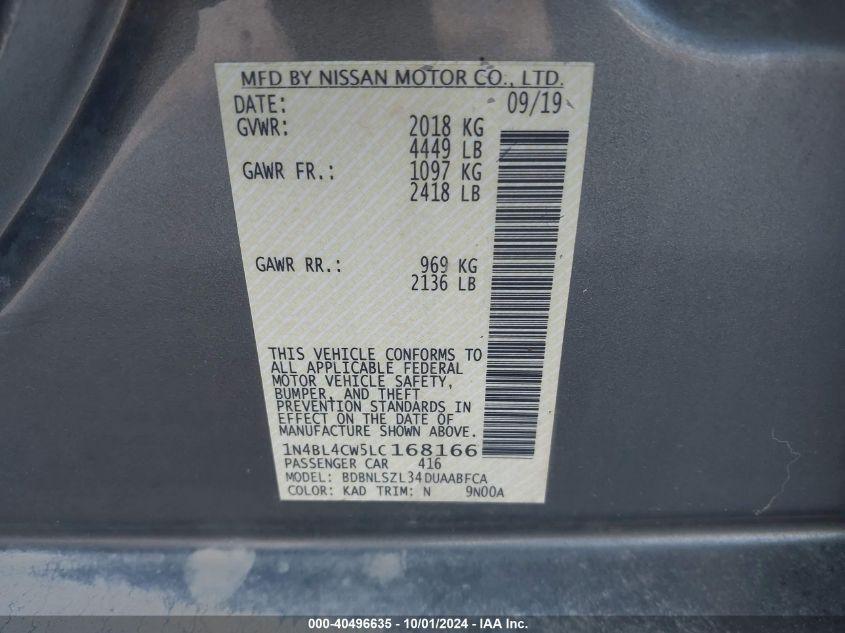 MFD BY NISSAN MOTOR CO., LTD.
DATE: 09/19
GVWR: 2018 KG
4449 LB
GAWR FR.: 1097 KG
2418 LB
GAWR RR.: 969 KG
2136 LB
THIS VEHICLE CONFORMS TO
ALL APPLICABLE FEDERAL
MOTOR VEHICLE SAFETY,
BUMPER, AND THEFT
PREVENTION STANDARDS IN
EFFECT ON THE DATE OF
MANUFACTURE SHOWN ABOVE.
1N4BL4CW5LC168166
PASSENGER CAR 416
MODEL: BDBNLSZL34DUAABFCA
COLOR: KAD TRIM: N 9N00A
000-40496635 - 10/01/2024 - IAA Inc.